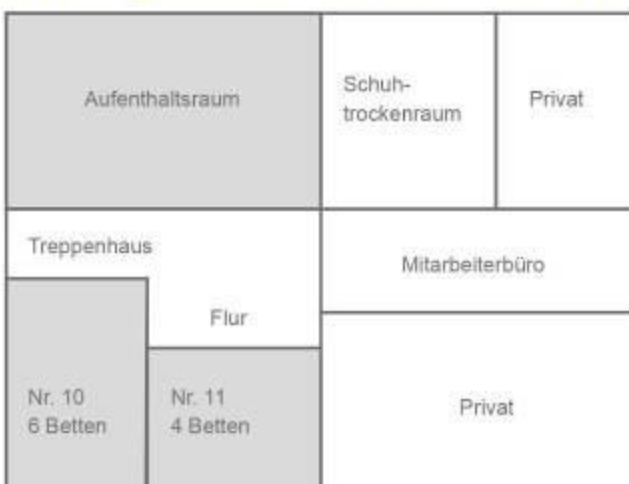 Aufenthaltsraum
Schuh-
trockenraum
Privat
Treppenhaus
Mitarbeiterbüro
Flur
Nr. 10
6 Betten
Nr. 11
4 Betten
Privat